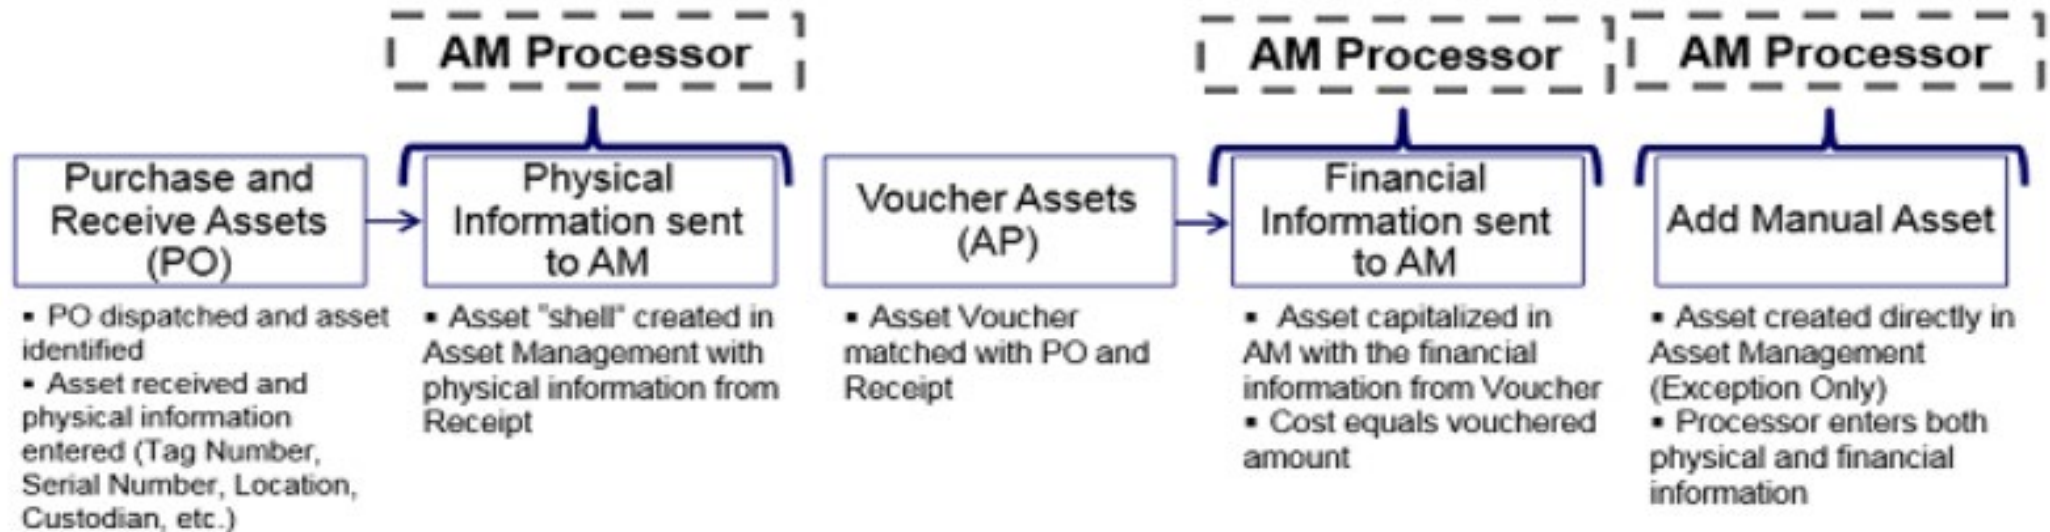 AM Processor
AM Processor
AM Processor
Purchase and
Receive Assets
(PO)
Physical
Information sent
to AM
Voucher Assets
(AP)
Financial
Information sent
to AM
Add Manual Asset
▪ PO dispatched and asset
identified
▪ Asset received and
physical information
entered (Tag Number,
Serial Number, Location,
Custodian, etc.)
▪ Asset "shell" created in
Asset Management with
physical information from
Receipt
▪ Asset Voucher
matched with PO and
Receipt
▪ Asset capitalized in
AM with the financial
information from Voucher
▪ Cost equals vouchered
amount
▪ Asset created directly in
Asset Management
(Exception Only)
▪ Processor enters both
physical and financial
information